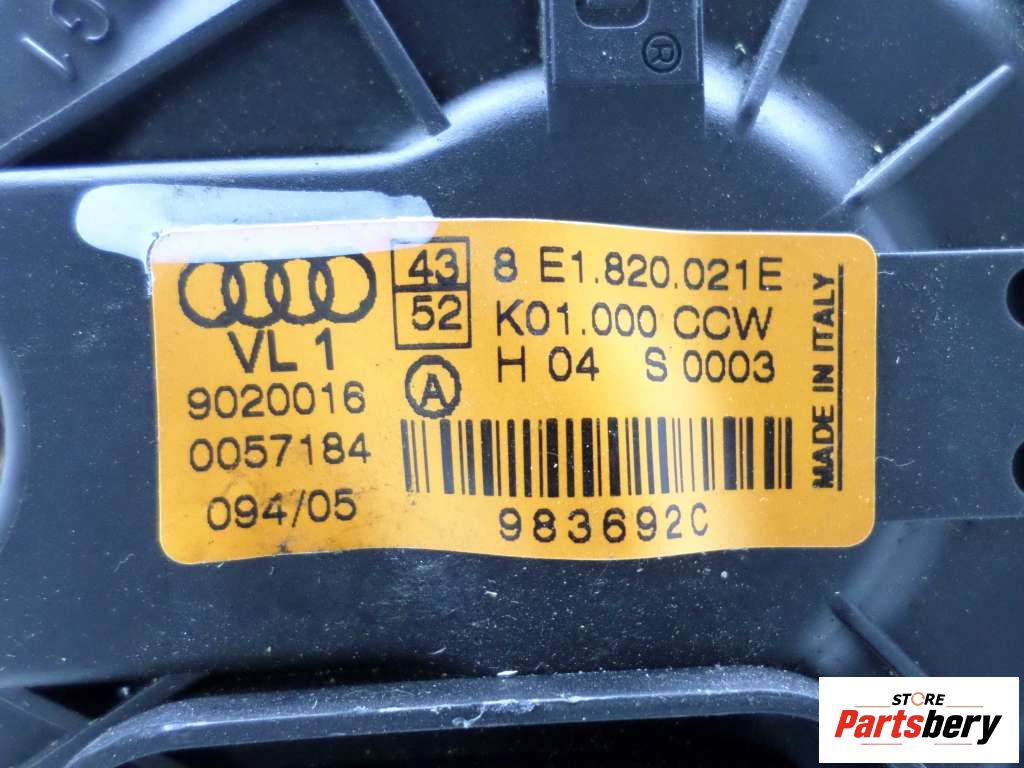 G1
®
43 8 E1.820.021E
52 K01.000 CCW
VL 1
H 04 S 0003
A
9020016
0057184
094/05
983692C
MADE IN ITALY
STORE
Partsbery